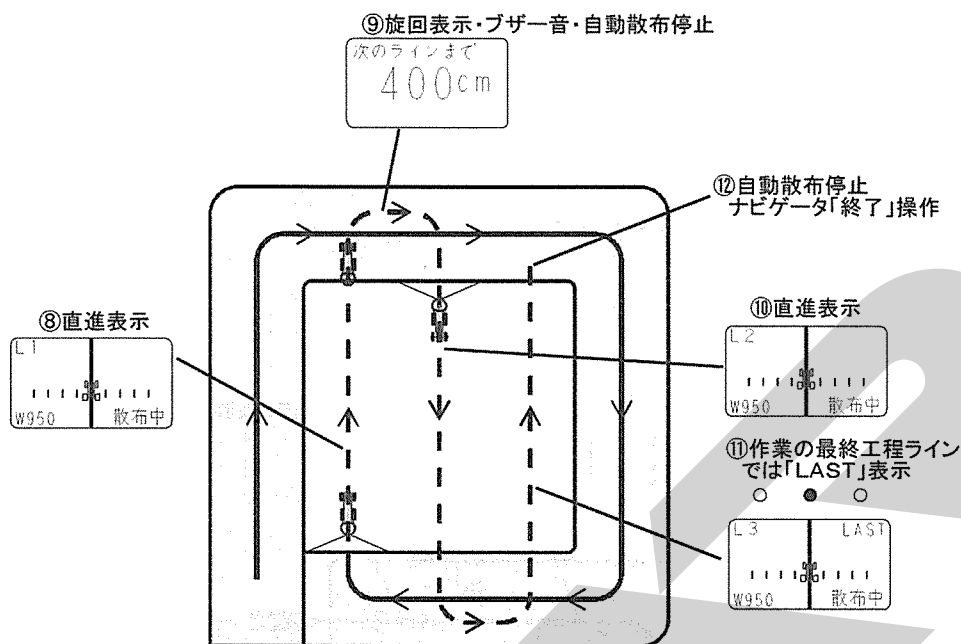 ⑨旋回表示・ブザー音・自動散布停止
次のラインまで
400cm
⑫自動散布停止
ナビゲータ「終了」操作
⑧直進表示
L1
W950 散布中
⑩直進表示
L2
W950 散布中
⑪作業の最終工程ライン
では「LAST」表示
L3 LAST
W950 散布中